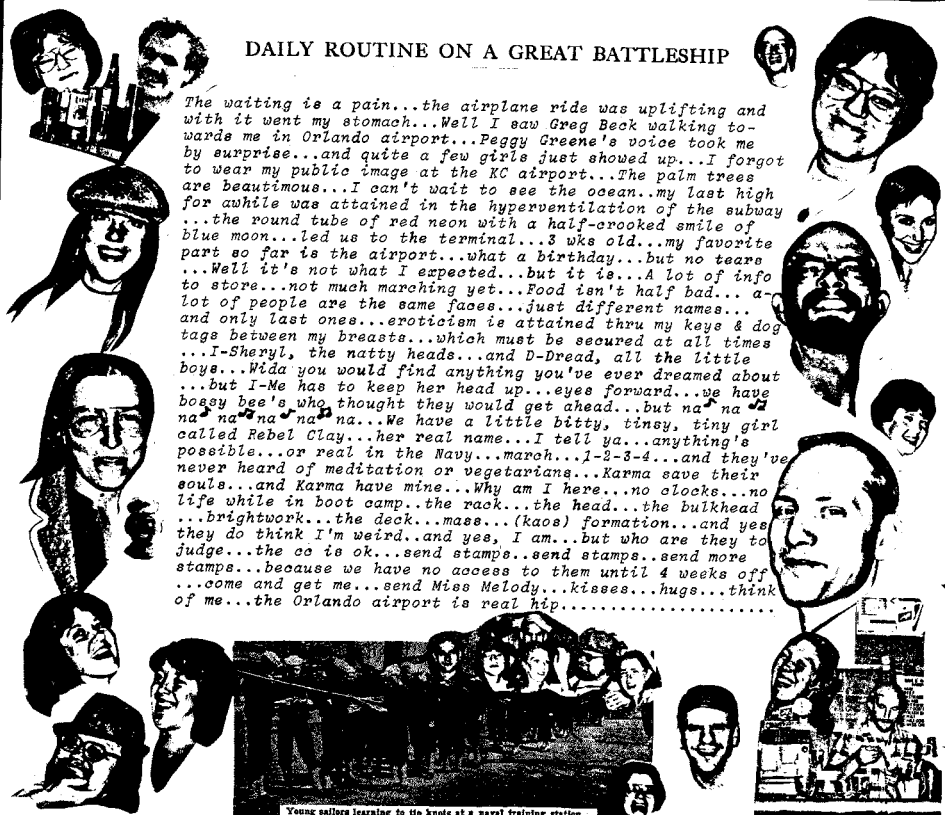 DAILY ROUTINE ON A GREAT BATTLESHIP
The waiting is a pain...the airplane ride was uplifting and
with it went my stomach...Well I saw Greg Beck walking to-
wards me in Orlando airport...Peggy Greene's voice took me
by surprise...and quite a few girls just showed up...I forgot
to wear my public image at the KC airport...The palm trees
are beautimous...I can't wait to see the ocean..my last high
for awhile was attained in the hyperventilation of the subway
...the round tube of red neon with a half-crooked smile of
blue moon...led us to the terminal...3 wks old...my favorite
part so far is the airport...what a birthday...but no tears
...Well it's not what I expected...but it is...A lot of info
to store...not much marching yet...Food isn't half bad... a-
lot of people are the same faces...just different names...
and only last ones...eroticism is attained thru my keys & dog
tags between my breasts...which must be secured at all times
...I-Sheryl, the natty heads...and D-Dread, all the little
boys...Wida you would find anything you've ever dreamed about
...but I-Me has to keep her head up...eyes forward...we have
bossy bee's who thought they would get ahead...but na♪ na ♫
na♪ na♫na ♪na♫na...We have a little bitty, tinsy, tiny girl
called Rebel Clay...her real name...I tell ya...anything's
possible...or real in the Navy...march...1-2-3-4...and they've
never heard of meditation or vegetarians...Karma save their
souls...and Karma have mine...Why am I here...no clocks...no
life while in boot camp..the rack...the head...the bulkhead
...brightwork...the deck...mass...(kaos) formation...and yes
they do think I'm weird..and yes, I am...but who are they to
judge...the cc is ok...send stamps..send stamps..send more
stamps...because we have no access to them until 4 weeks off
...come and get me...send Miss Melody...kisses...hugs...think
of me...the Orlando airport is real hip......................
Young sailors learning to tie knots at a naval training station